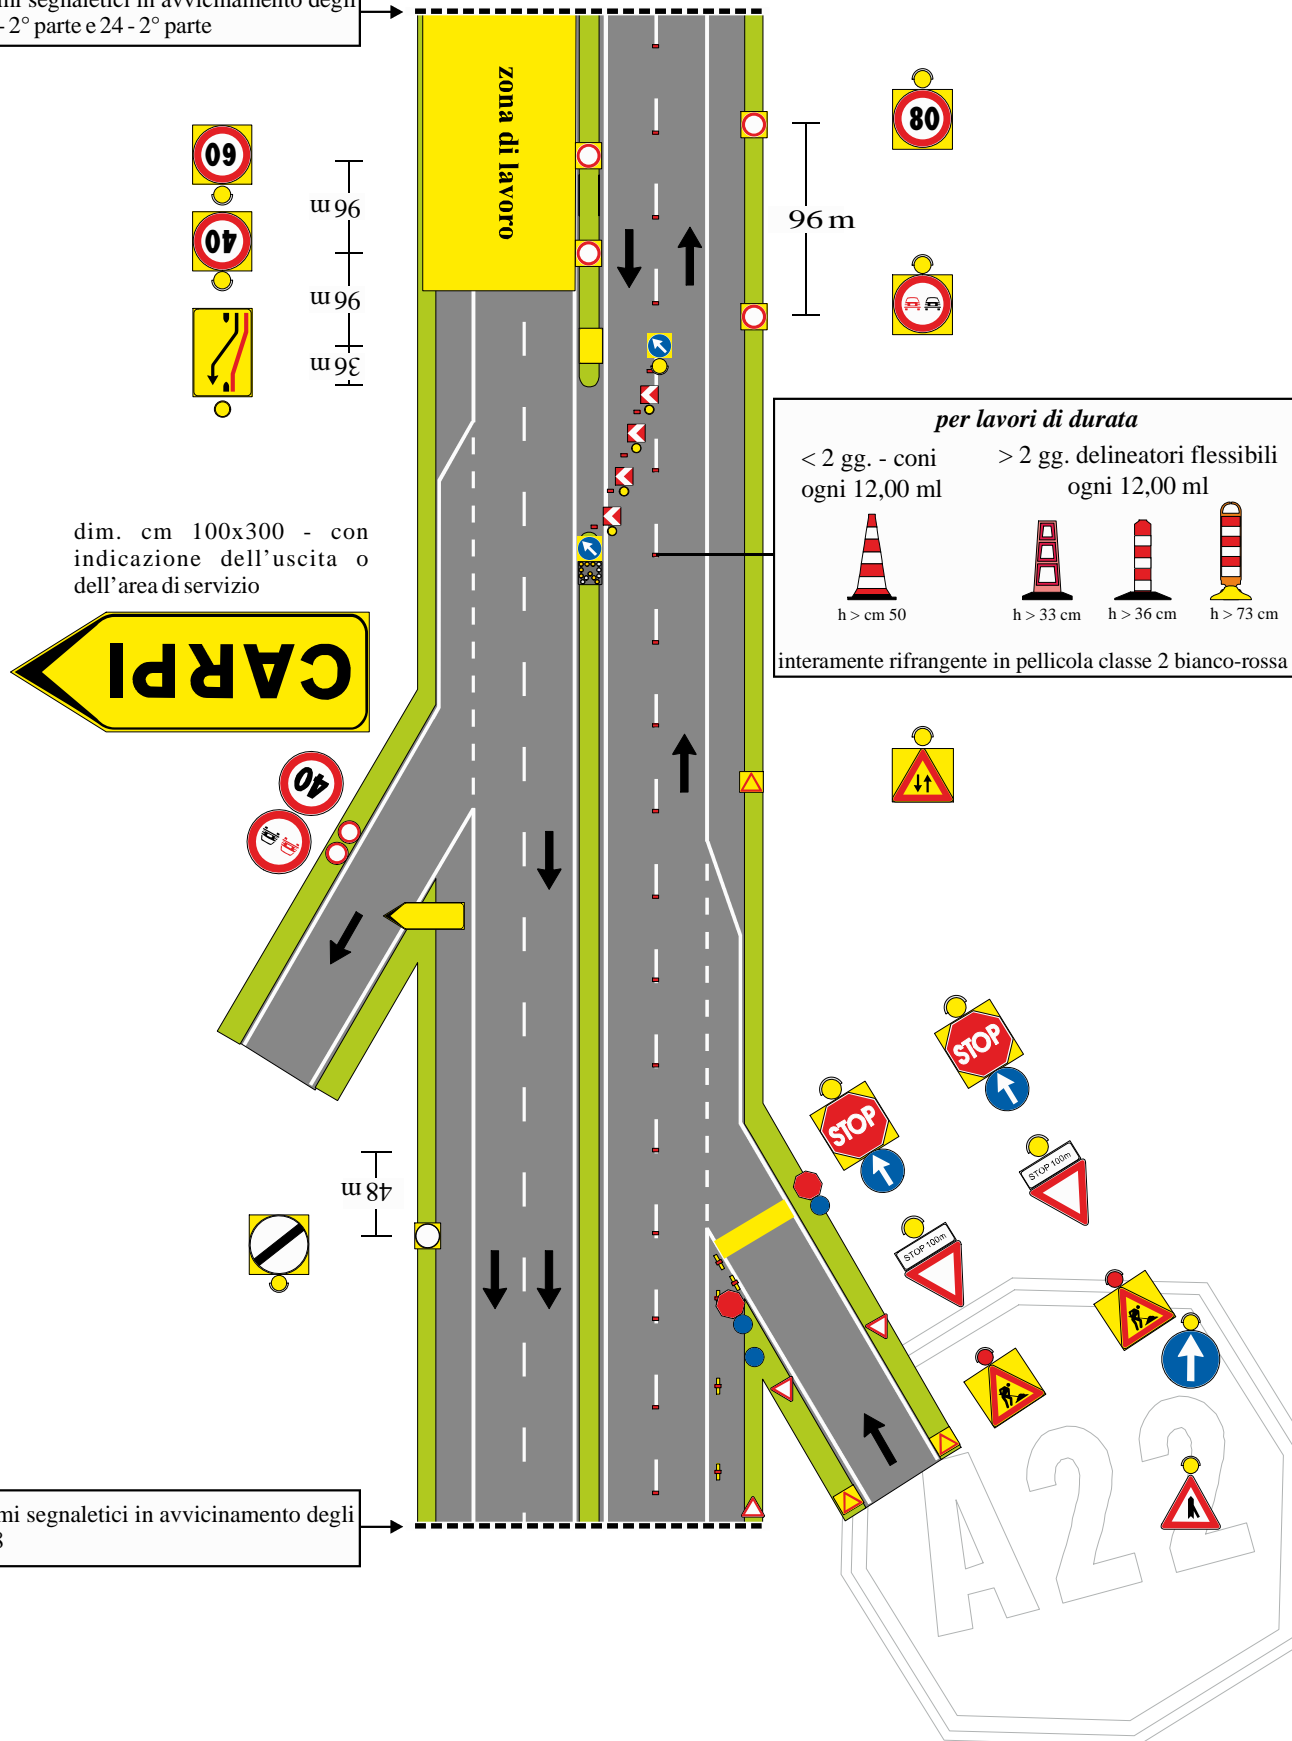 mi segnaletici in avvicinamento degli
- 2° parte e 24 - 2° parte
zona di lavoro
60
40
96 m
96 m
36 m
80
96 m
per lavori di durata
< 2 gg. - coni
ogni 12,00 ml
> 2 gg. delineatori flessibili
ogni 12,00 ml
h > cm 50
h > 33 cm
h > 36 cm
h > 73 cm
interamente rifrangente in pellicola classe 2 bianco-rossa
dim. cm 100x300 - con
indicazione dell'uscita o
dell'area di servizio
CARPI
40
STOP
STOP
STOP 100m
STOP 100m
48 m
A22
mi segnaletici in avvicinamento degli
8